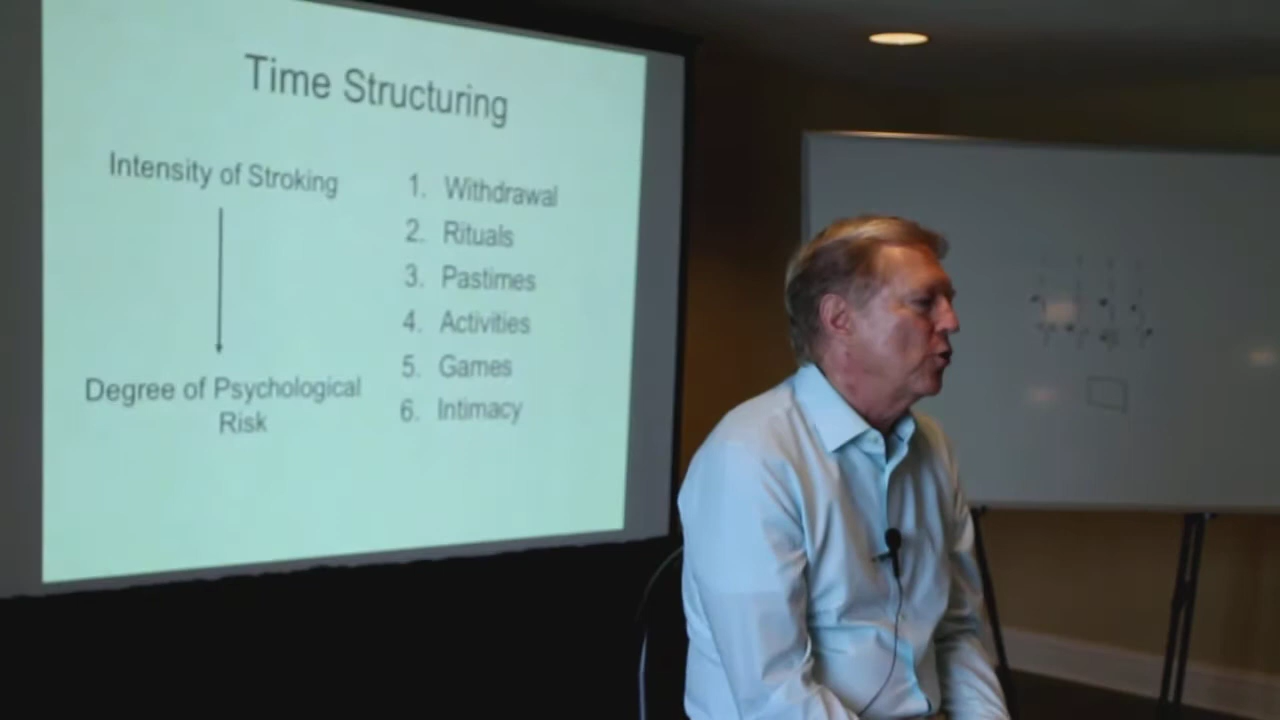 Time Structuring
Intensity of Stroking
Degree of Psychological
Risk
1. Withdrawal
2. Rituals
3. Pastimes
4. Activities
5. Games
6. Intimacy